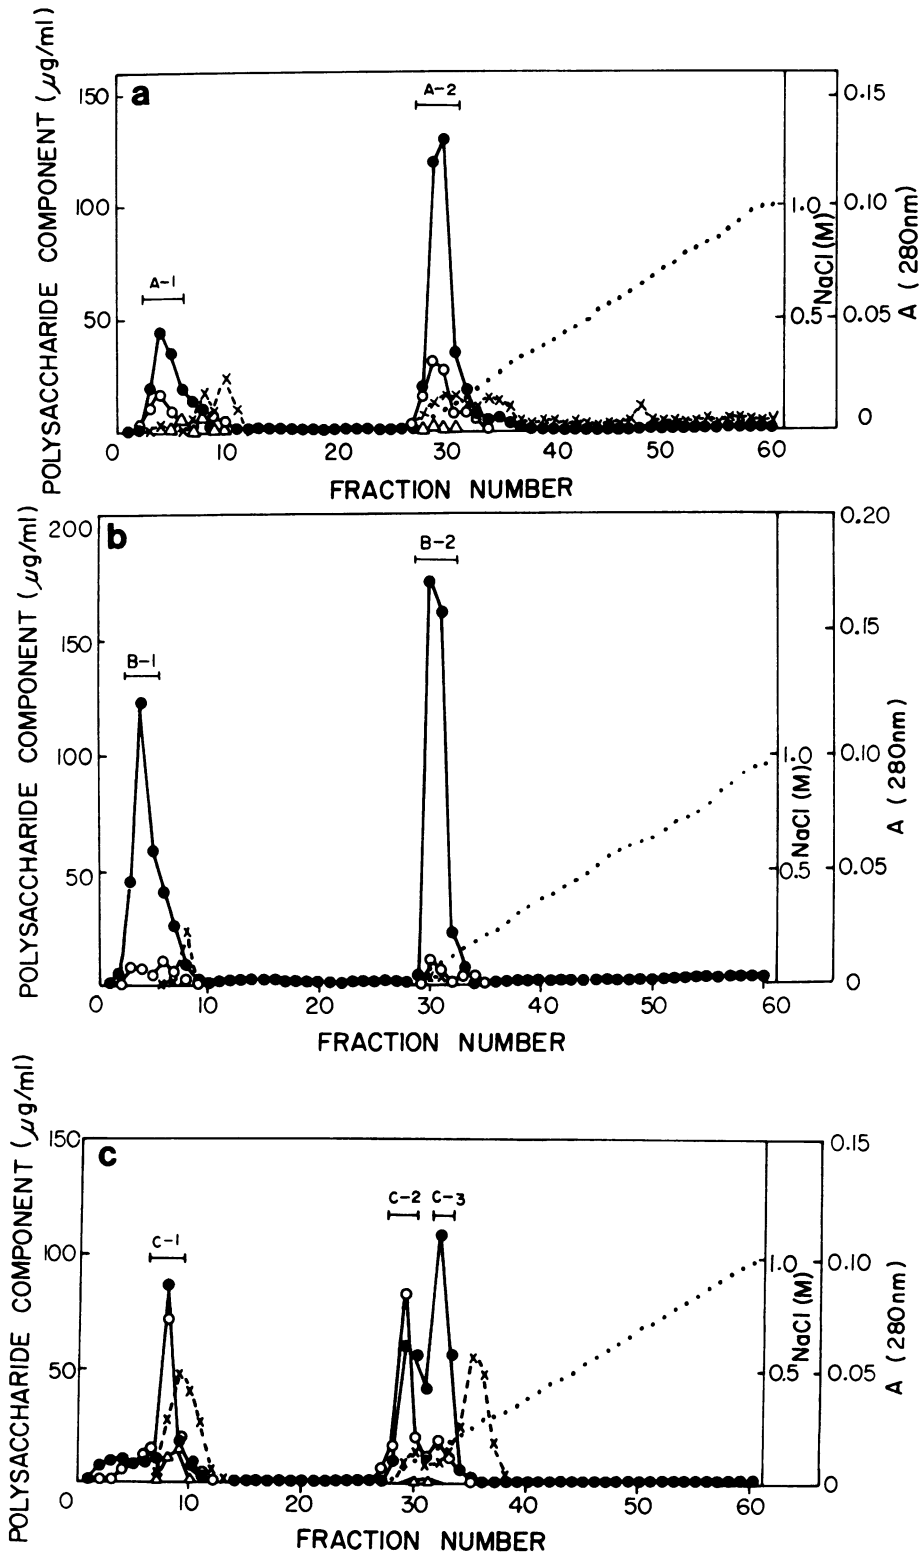 a
POLYSACCHARIDE COMPONENT (μg/ml)
150
100
50
A-1
A-2
0.15
0.10
0.05
0
1.0
0.5
NaCl (M)
A (280nm)
0 10 20 30 40 50 60
FRACTION NUMBER
b
POLYSACCHARIDE COMPONENT (μg/ml)
200
150
100
50
B-1
B-2
0.20
0.15
0.10
0.05
0
1.0
0.5
NaCl (M)
A (280nm)
0 10 20 30 40 50 60
FRACTION NUMBER
c
POLYSACCHARIDE COMPONENT (μg/ml)
150
100
50
C-1
C-2 C-3
0.15
0.10
0.05
0
1.0
0.5
NaCl (M)
A (280nm)
0 10 20 30 40 50 60
FRACTION NUMBER